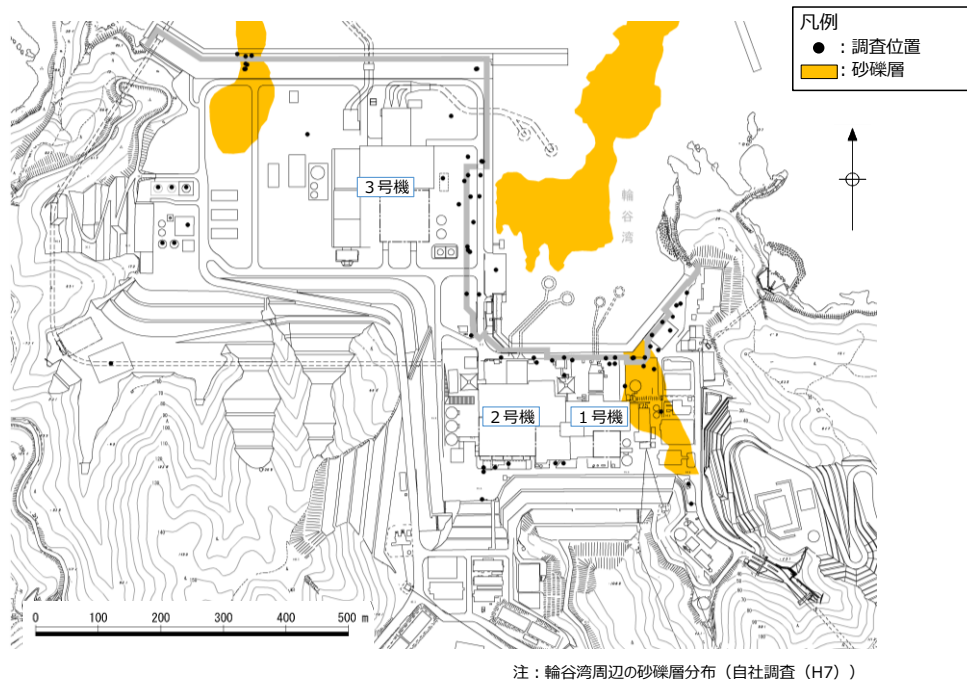 凡例
● : 調査位置
: 砂礫層
3号機
輪谷湾
2号機
1号機
0 100 200 300 400 500 m
注：輪谷湾周辺の砂礫層分布（自社調査（H7））